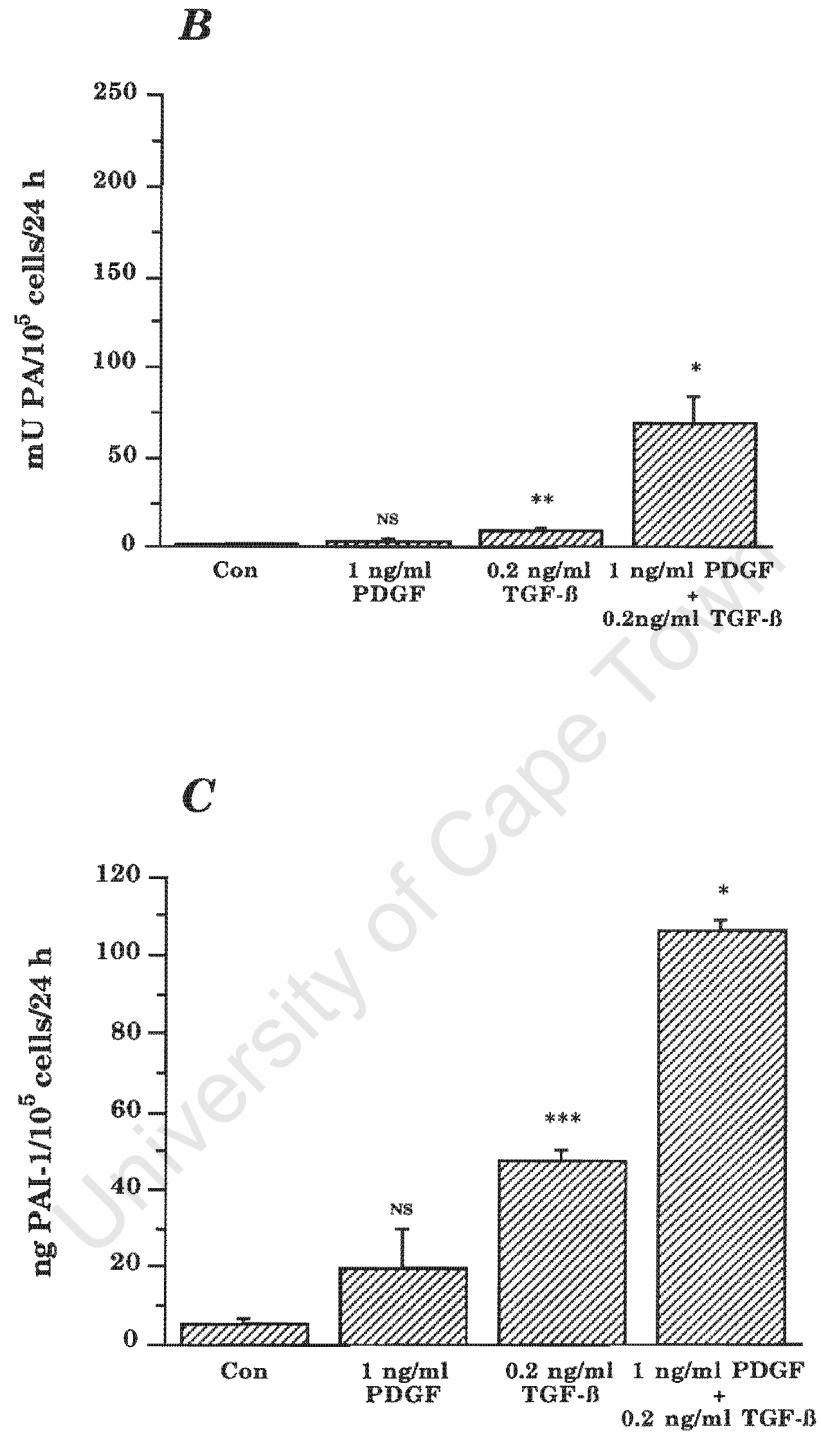 B
mU PA/10⁵ cells/24 h
250
200
150
100
50
0
NS
**
*
Con
1 ng/ml
PDGF
0.2 ng/ml
TGF-ß
1 ng/ml PDGF
+
0.2ng/ml TGF-ß
University of Cape Town
C
ng PAI-1/10⁵ cells/24 h
120
100
80
60
40
20
0
NS
***
*
Con
1 ng/ml
PDGF
0.2 ng/ml
TGF-ß
1 ng/ml PDGF
+
0.2 ng/ml TGF-ß